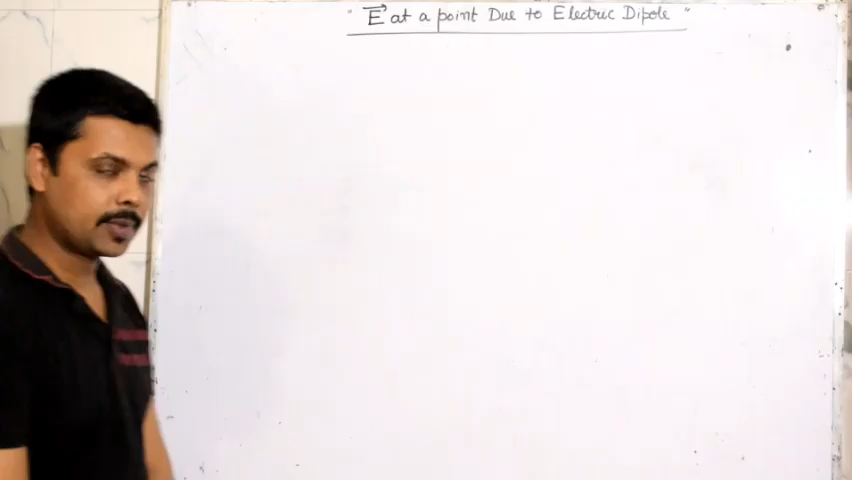 " E⃗ at a point Due to Electric Dipole "